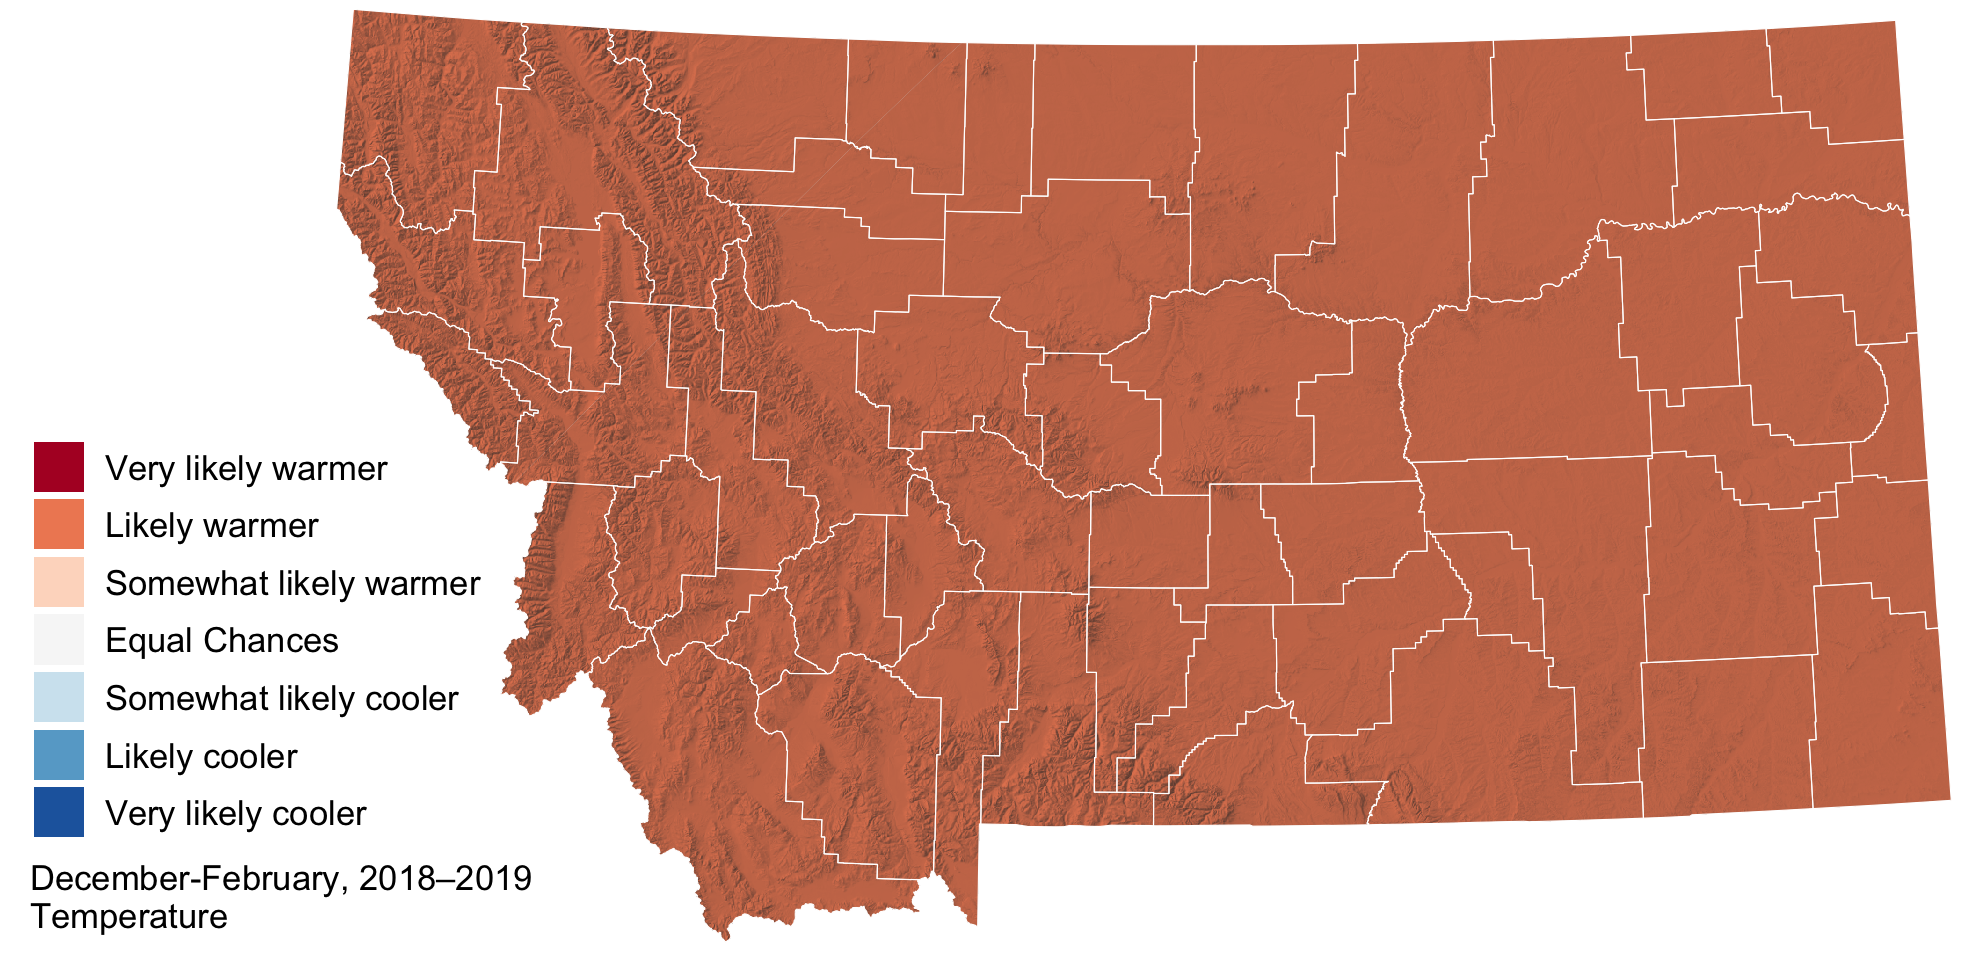 Very likely warmer
Likely warmer
Somewhat likely warmer
Equal Chances
Somewhat likely cooler
Likely cooler
Very likely cooler
December-February, 2018–2019
Temperature